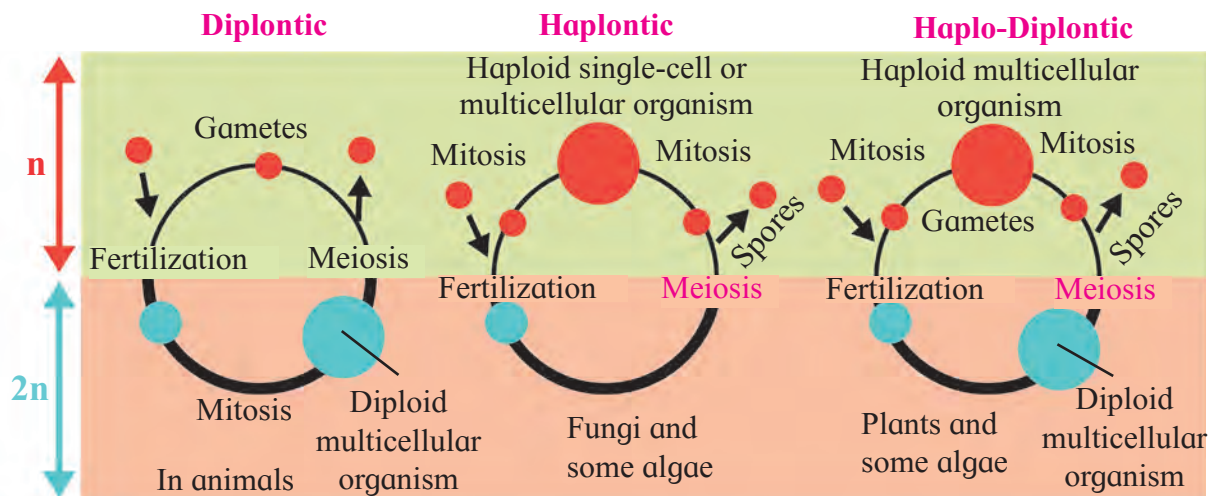 Diplontic
Haplontic
Haplo-Diplontic
n
2n
Gametes
Fertilization
Meiosis
Mitosis
Diploid
multicellular
organism
In animals
Haploid single-cell or
multicellular organism
Mitosis
Mitosis
Spores
Fertilization
Meiosis
Fungi and
some algae
Haploid multicellular
organism
Mitosis
Mitosis
Gametes
Spores
Fertilization
Meiosis
Plants and
some algae
Diploid
multicellular
organism